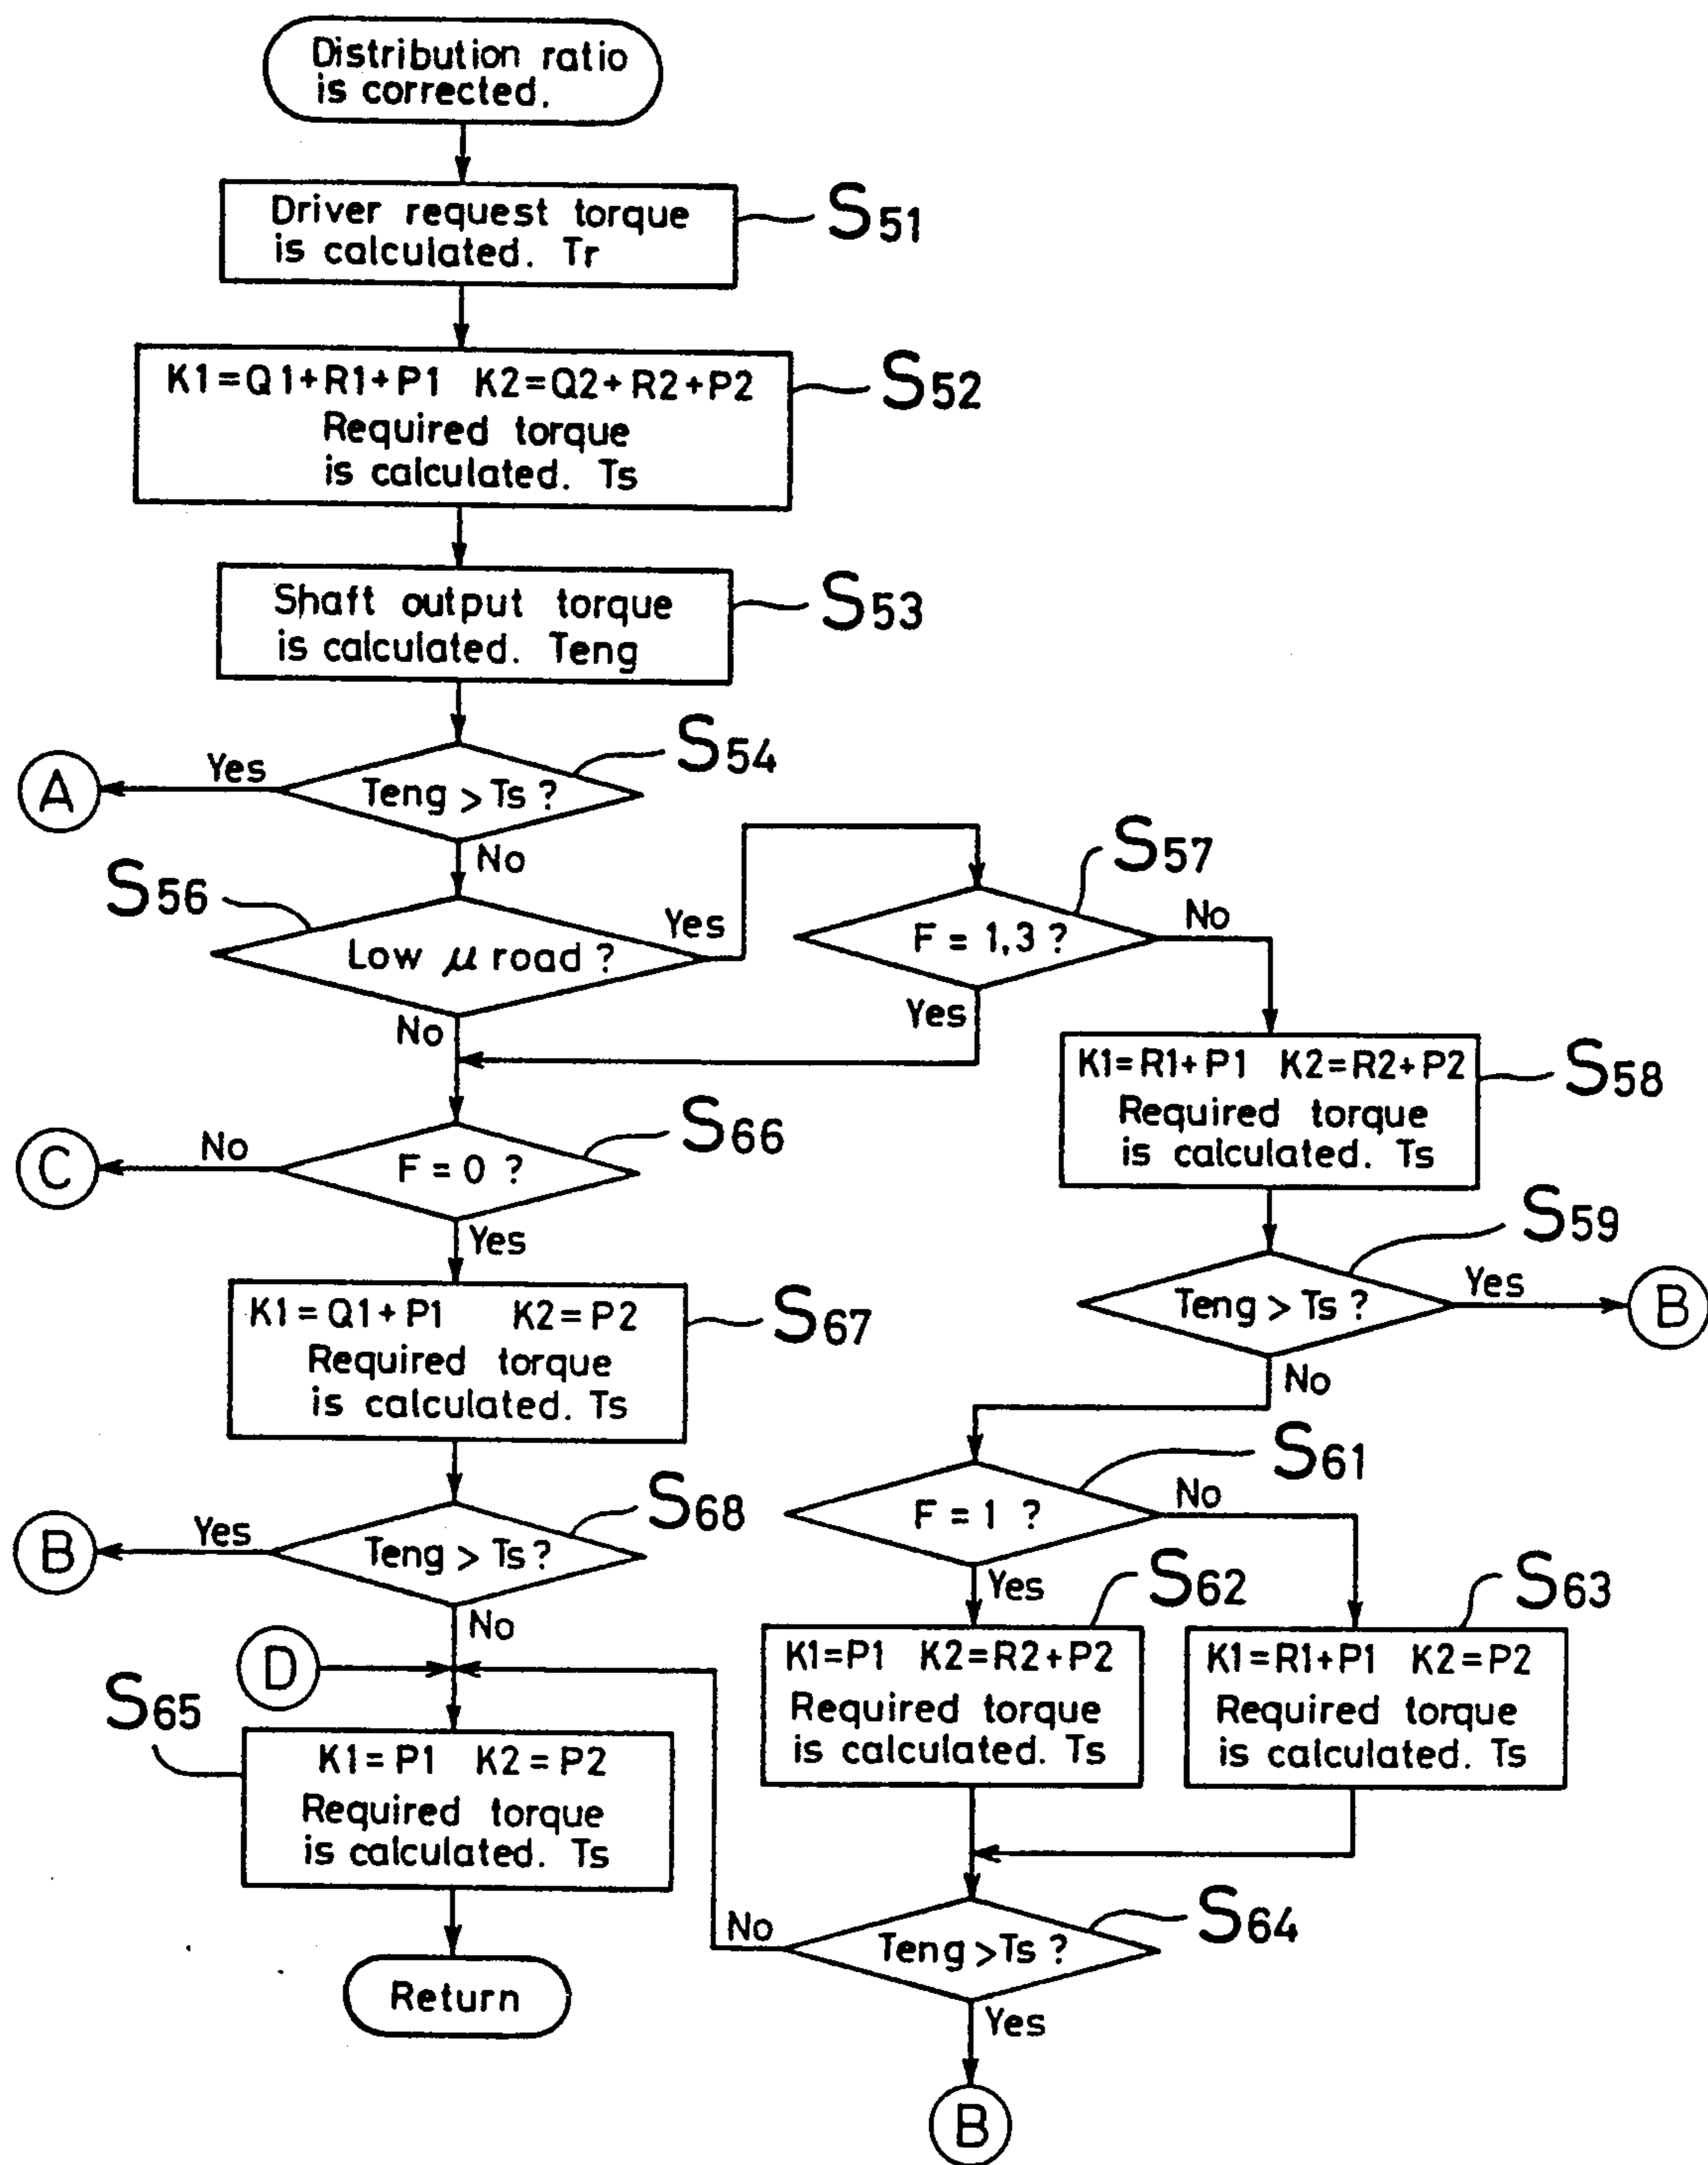 Distribution ratio
is corrected.
Driver request torque
is calculated. Tr
S51
K1=Q1+R1+P1 K2=Q2+R2+P2
Required torque
is calculated. Ts
S52
Shaft output torque
is calculated. Teng
S53
S54
A
Yes
Teng > Ts ?
No
S56
Low μ road ?
Yes
No
S57
F = 1,3 ?
No
Yes
K1=R1+P1 K2=R2+P2
Required torque
is calculated. Ts
S58
S66
C
No
F = 0 ?
Yes
S59
Teng > Ts ?
Yes
B
No
K1=Q1+P1 K2=P2
Required torque
is calculated. Ts
S67
S61
F = 1 ?
No
Yes
S68
B
Yes
Teng > Ts ?
No
S62
K1=P1 K2=R2+P2
Required torque
is calculated. Ts
S63
K1=R1+P1 K2=P2
Required torque
is calculated. Ts
D
S65
K1=P1 K2=P2
Required torque
is calculated. Ts
S64
No
Teng > Ts ?
Yes
Return
B